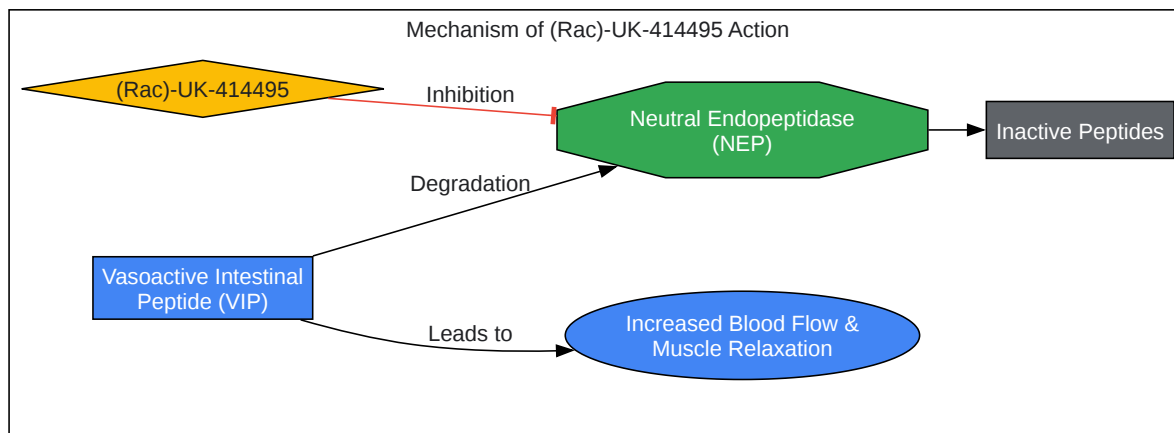 Mechanism of (Rac)-UK-414495 Action
(Rac)-UK-414495
Inhibition
Neutral Endopeptidase
(NEP)
Inactive Peptides
Degradation
Vasoactive Intestinal
Peptide (VIP)
Leads to
Increased Blood Flow &
Muscle Relaxation